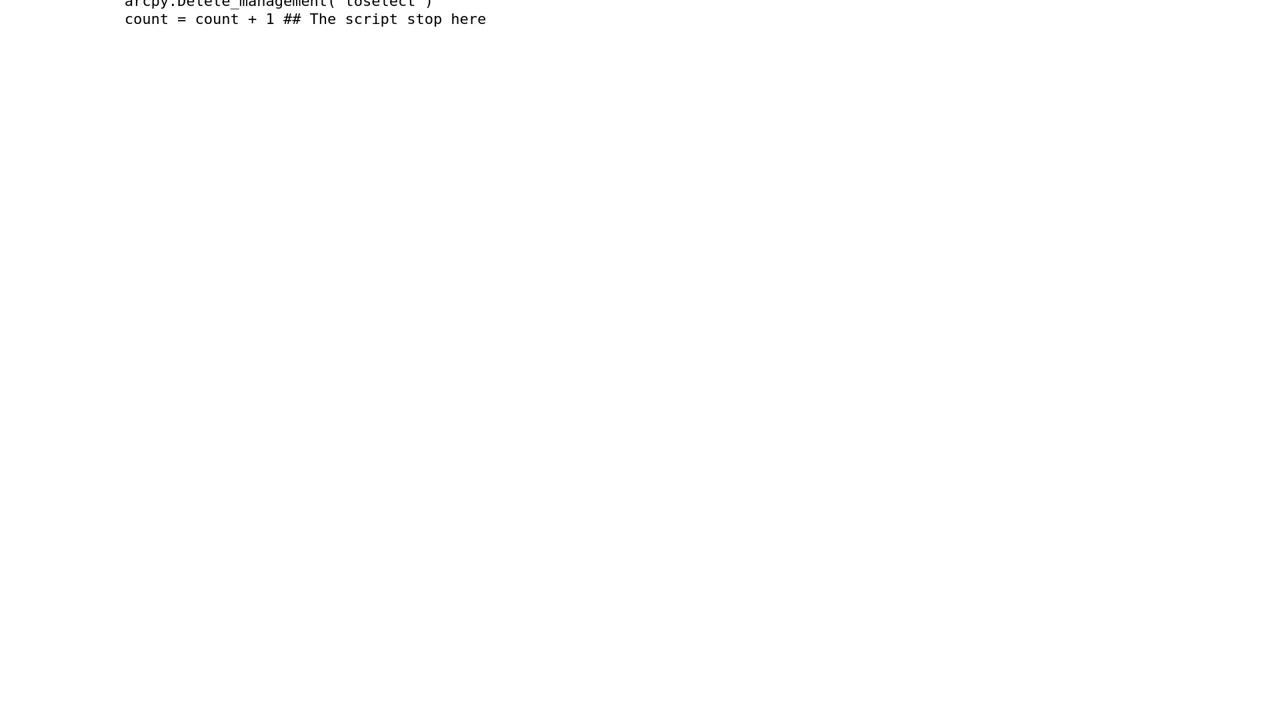 arcpy.Delete_management("toselect")
count = count + 1 ## The script stop here